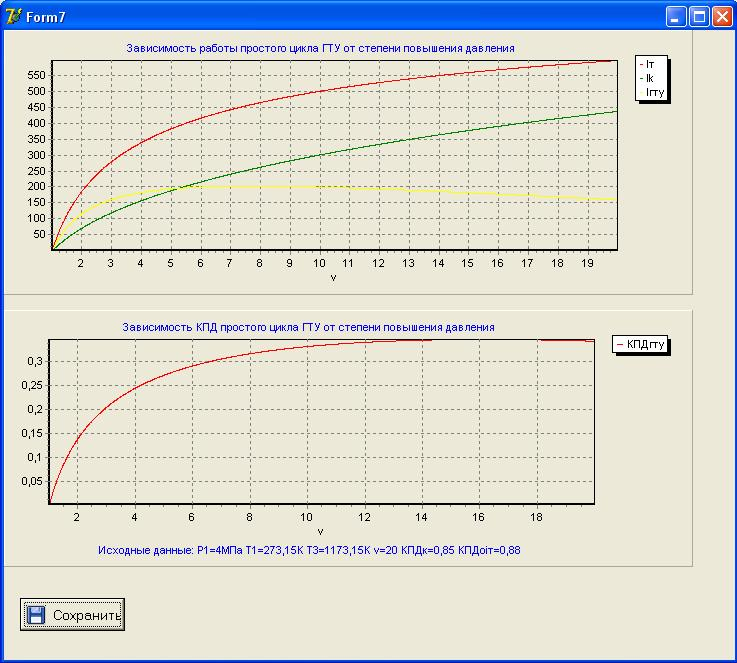 Form7
Зависимость работы простого цикла ГТУ от степени повышения давления
550
500
450
400
350
300
250
200
150
100
50
2 3 4 5 6 7 8 9 10 11 12 13 14 15 16 17 18 19
v
lт
lk
lгту
Зависимость КПД простого цикла ГТУ от степени повышения давления
0,3
0,25
0,2
0,15
0,1
0,05
2 4 6 8 10 12 14 16 18
v
КПДгту
Исходные данные: P1=4МПа T1=273,15К T3=1173,15К v=20 КПДк=0,85 КПДоiт=0,88
Сохранить